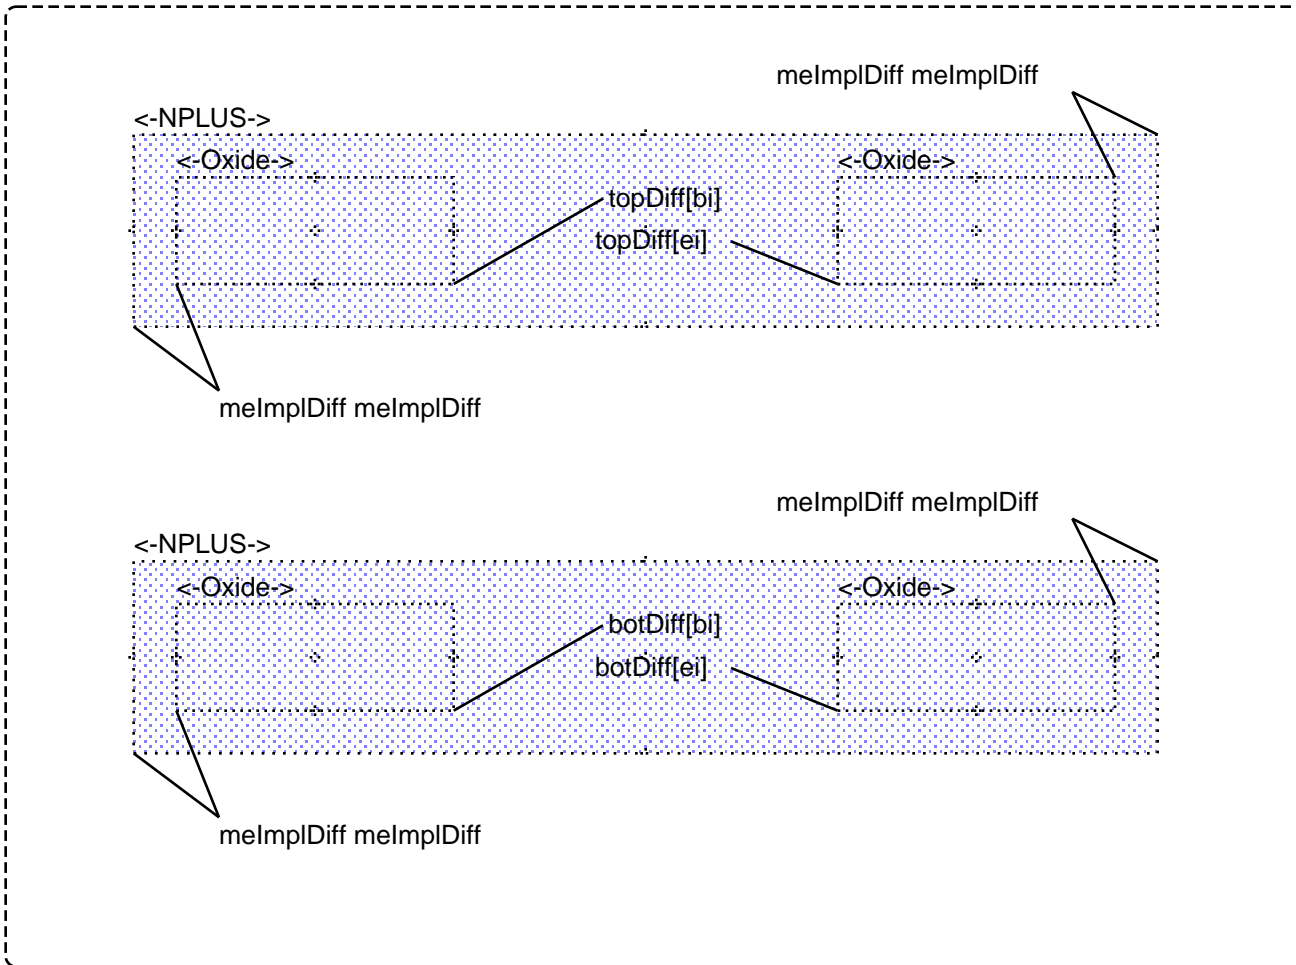 meImplDiff meImplDiff
<-NPLUS->
<-Oxide-> <-Oxide->
topDiff[bi]
topDiff[ei]
meImplDiff meImplDiff
meImplDiff meImplDiff
<-NPLUS->
<-Oxide-> <-Oxide->
botDiff[bi]
botDiff[ei]
meImplDiff meImplDiff